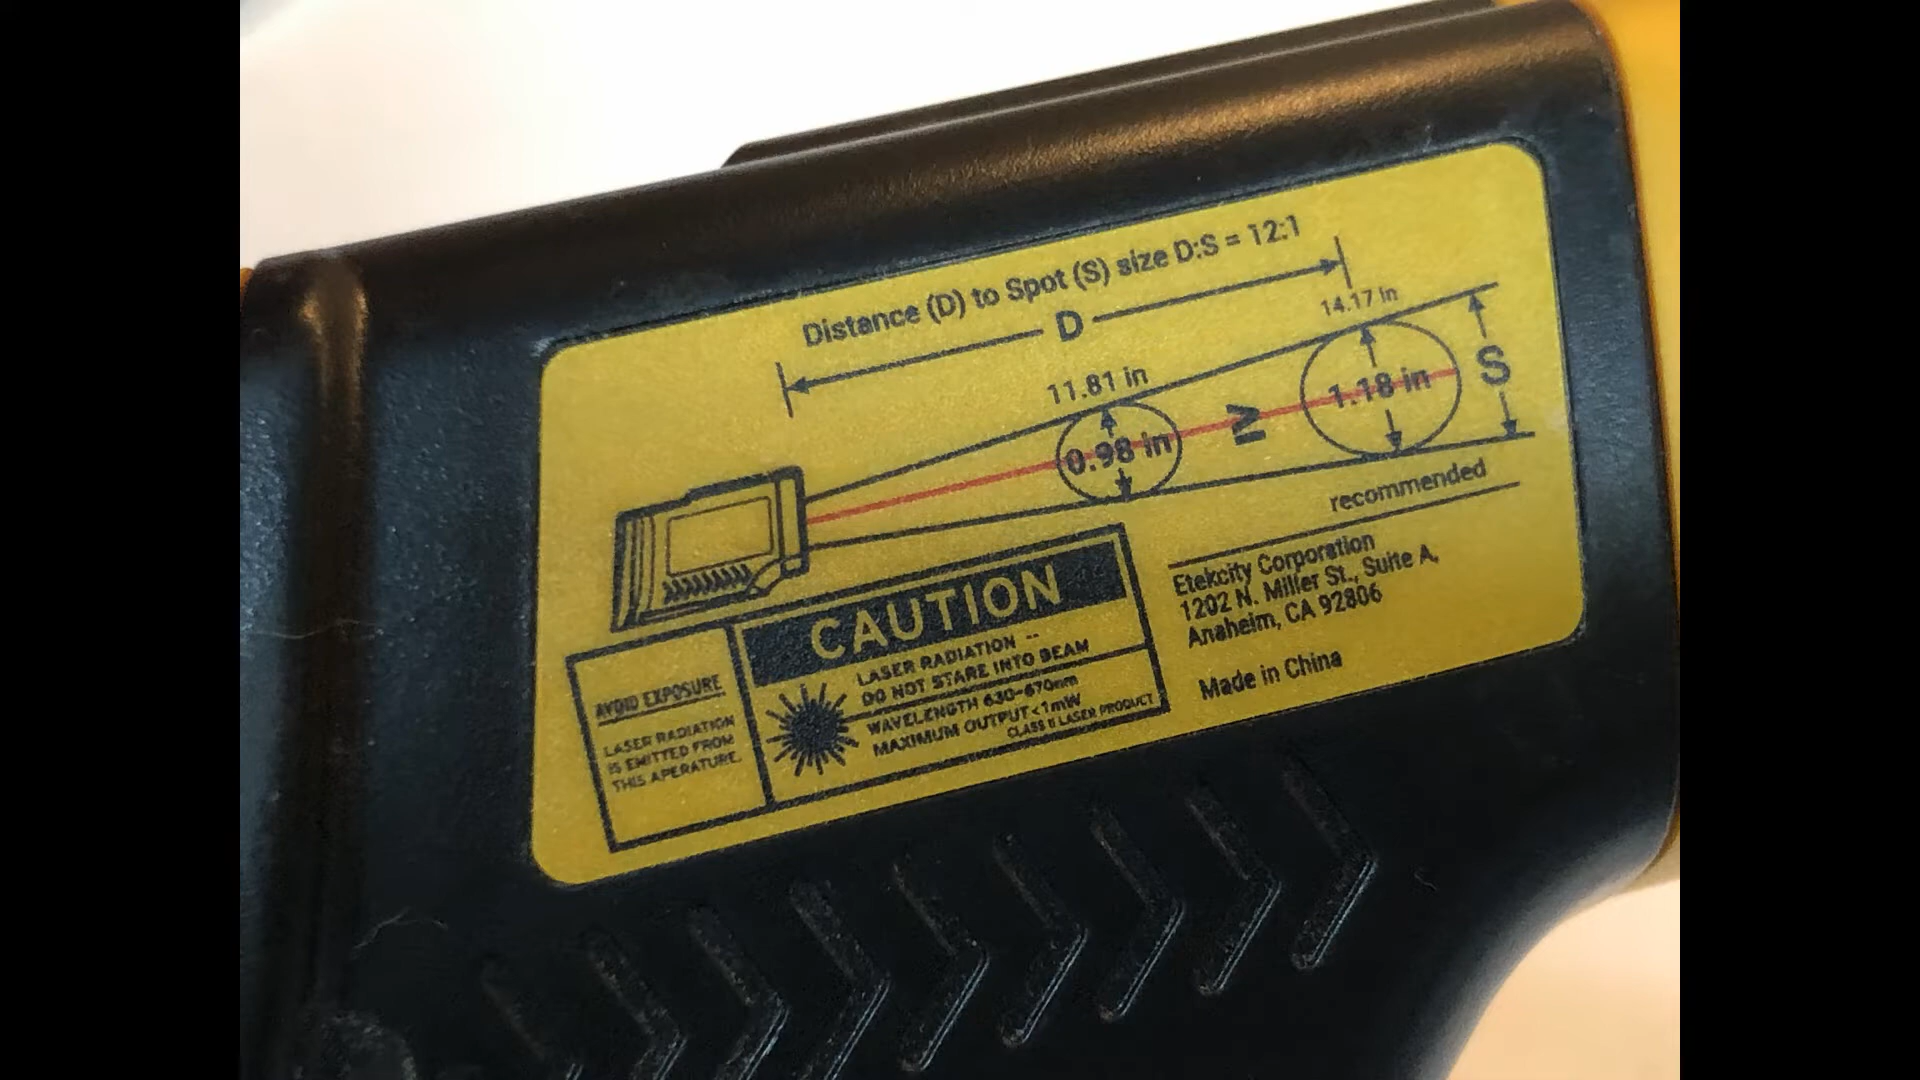 Distance (D) to Spot (S) size D:S = 12:1
D
14.17 in
11.81 in
0.98 in
≥
1.18 in
S
recommended
Etekcity Corporation
1202 N. Miller St., Suite A,
Anaheim, CA 92806
Made in China
CAUTION
LASER RADIATION --
DO NOT STARE INTO BEAM
WAVELENGTH 630-670nm
MAXIMUM OUTPUT<1mW
CLASS II LASER PRODUCT
AVOID EXPOSURE
LASER RADIATION
IS EMITTED FROM
THIS APERATURE.